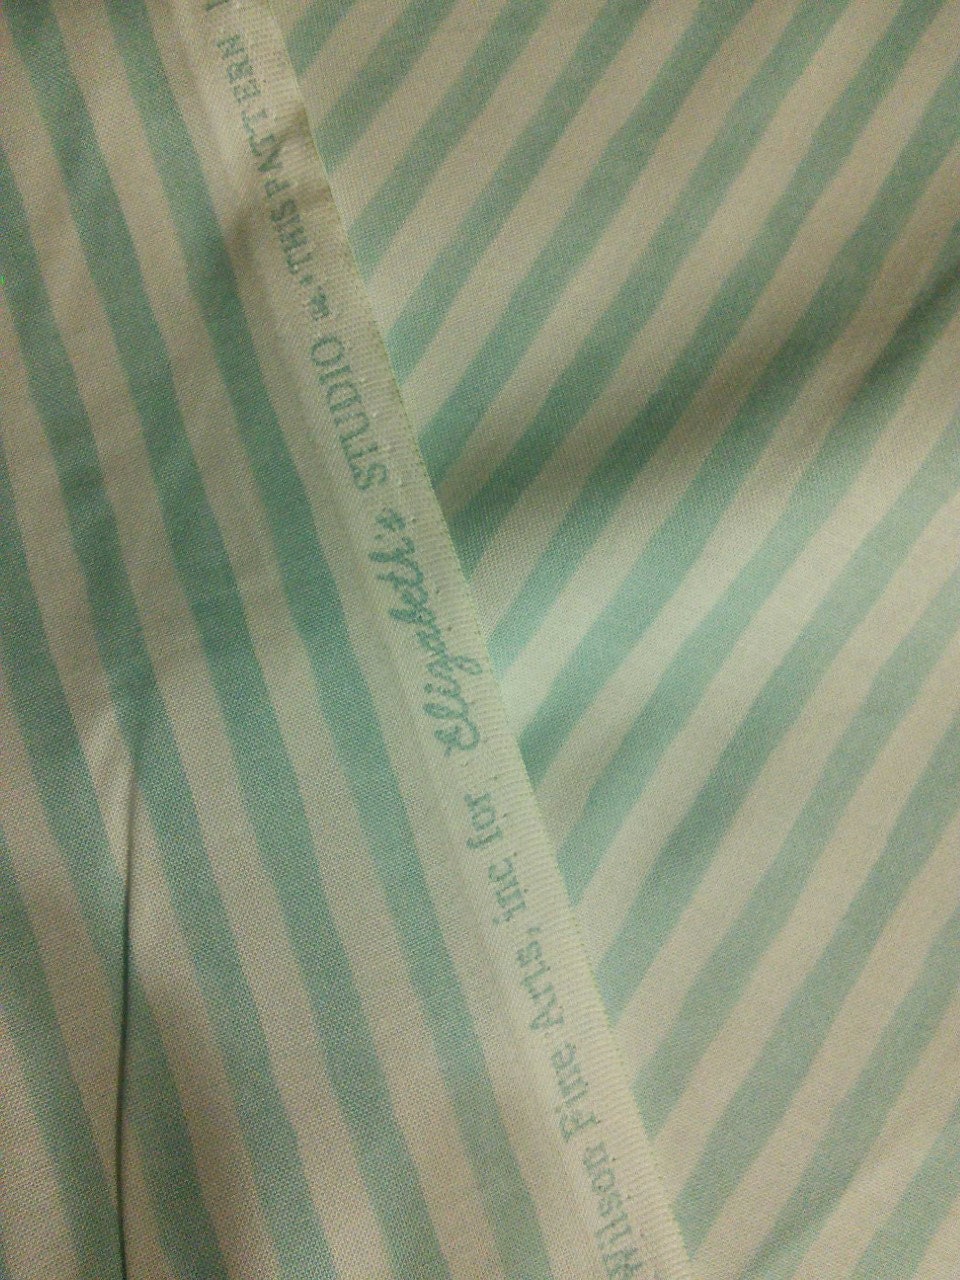 Wilson Fine Arts, inc. for Elizabeth's STUDIO ... THIS PATTERN